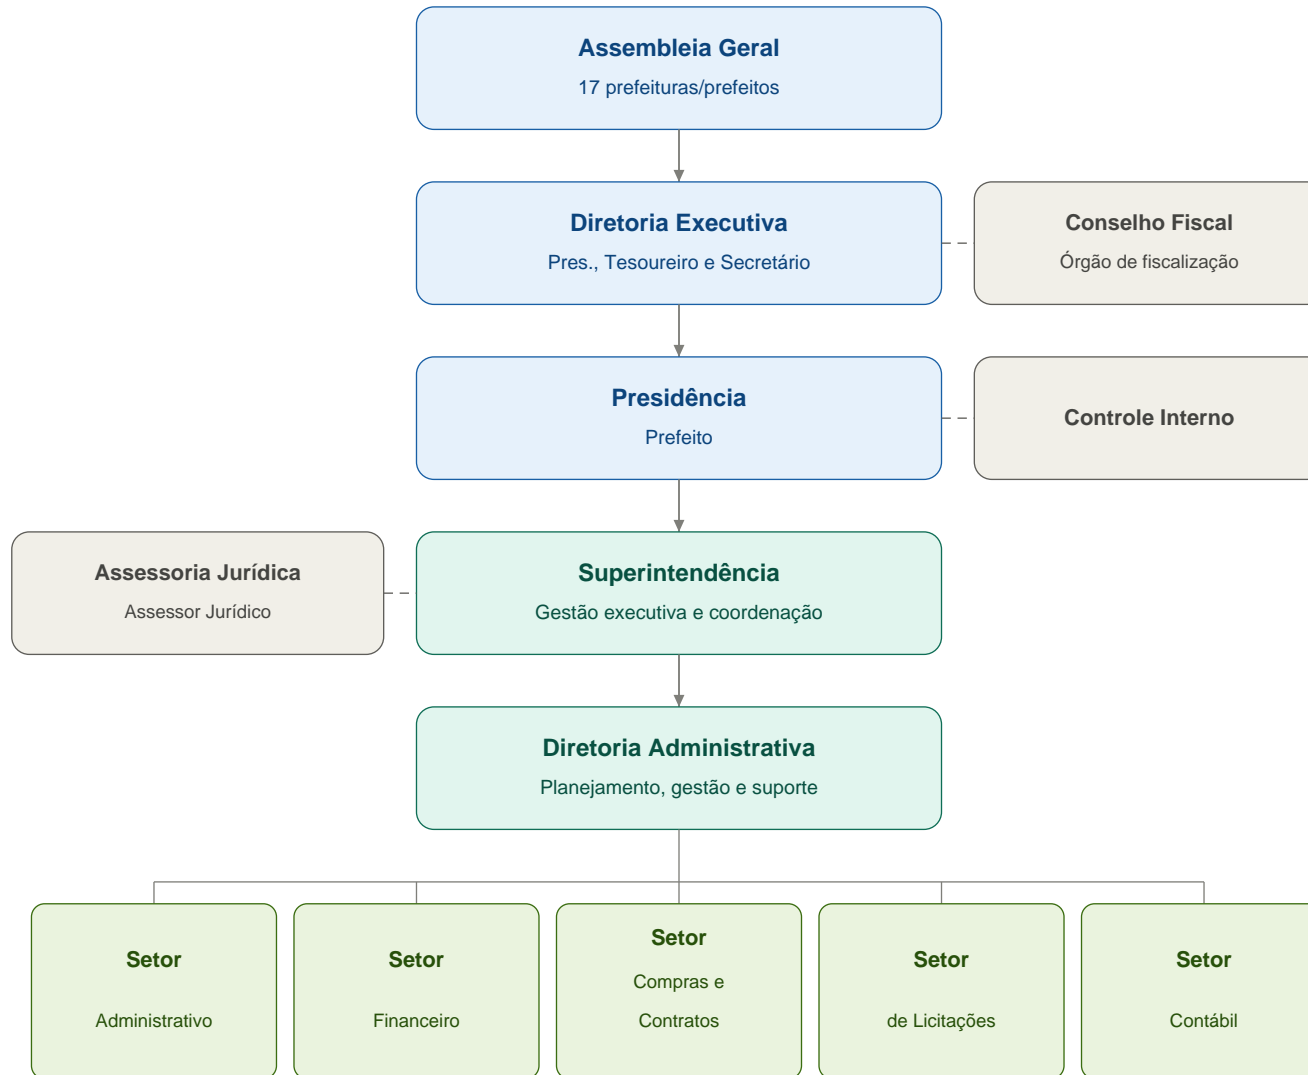 Assembleia Geral
17 prefeituras/prefeitos
Diretoria Executiva
Pres., Tesoureiro e Secretário
Conselho Fiscal
Órgão de fiscalização
Presidência
Prefeito
Controle Interno
Assessoria Jurídica
Assessor Jurídico
Superintendência
Gestão executiva e coordenação
Diretoria Administrativa
Planejamento, gestão e suporte
Setor
Administrativo
Setor
Financeiro
Setor
Compras e
Contratos
Setor
de Licitações
Setor
Contábil